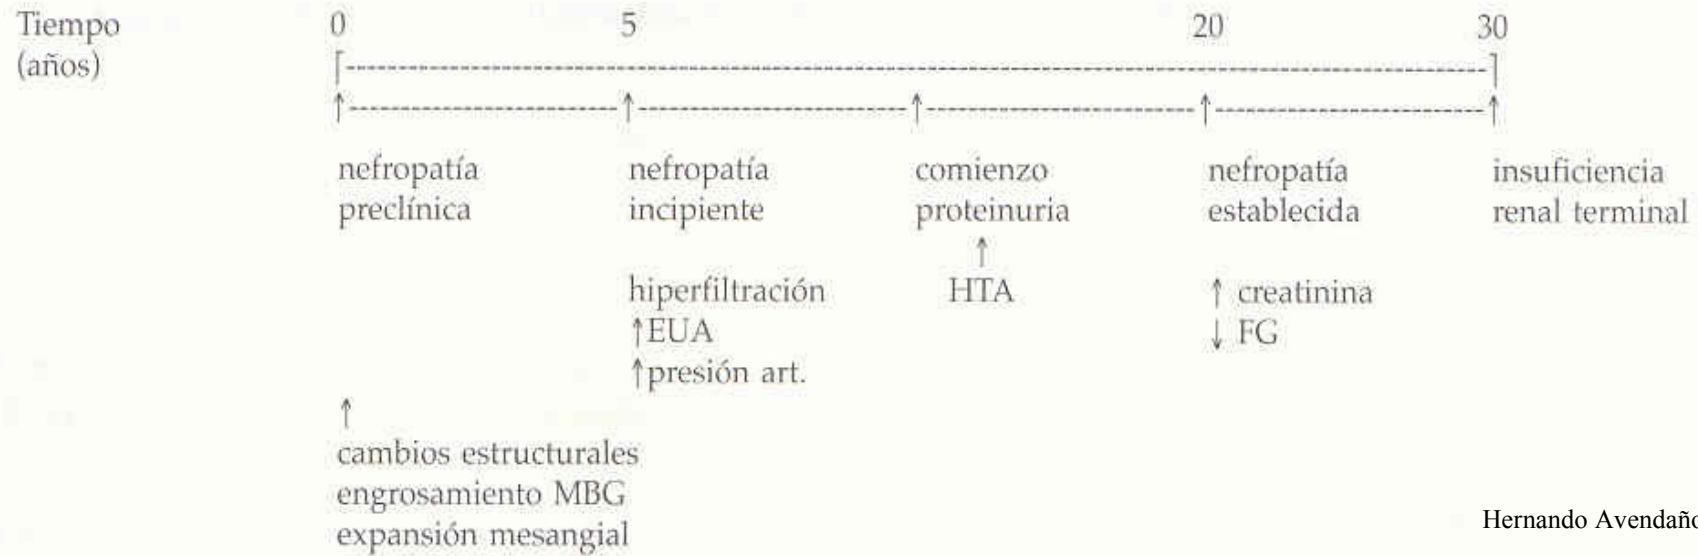 Tiempo
(años)
0 5 20 30
nefropatía
preclínica
nefropatía
incipiente
comienzo
proteinuria
nefropatía
establecida
insuficiencia
renal terminal
↑
HTA
hiperfiltración
↑EUA
↑presión art.
↑ creatinina
↓ FG
↑
cambios estructurales
engrosamiento MBG
expansión mesangial
Hernando Avendaño